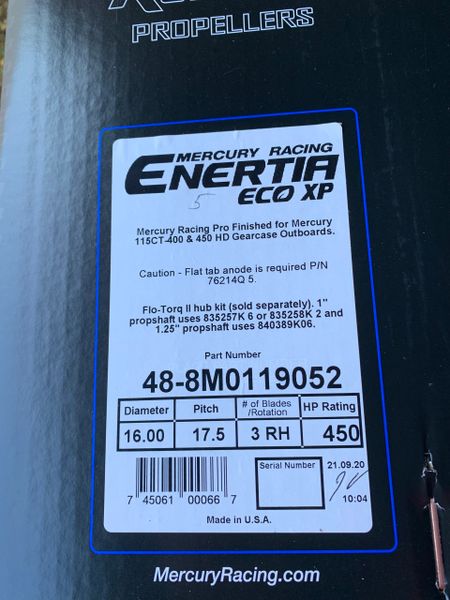 PROPELLERS
MERCURY RACING
ENERTIA
ECO XP
5
Mercury Racing Pro Finished for Mercury
115CT-400 & 450 HD Gearcase Outboards.
Caution - Flat tab anode is required P/N
76214Q 5.
Flo-Torq II hub kit (sold separately). 1"
propshaft uses 835257K 6 or 835258K 2 and
1.25" propshaft uses 840389K06.
Part Number
48-8M0119052
Diameter Pitch # of Blades /Rotation HP Rating
16.00 17.5 3 RH 450
Serial Number 21.09.20
10:04
7 45061 00066 7
Made in U.S.A.
MercuryRacing.com